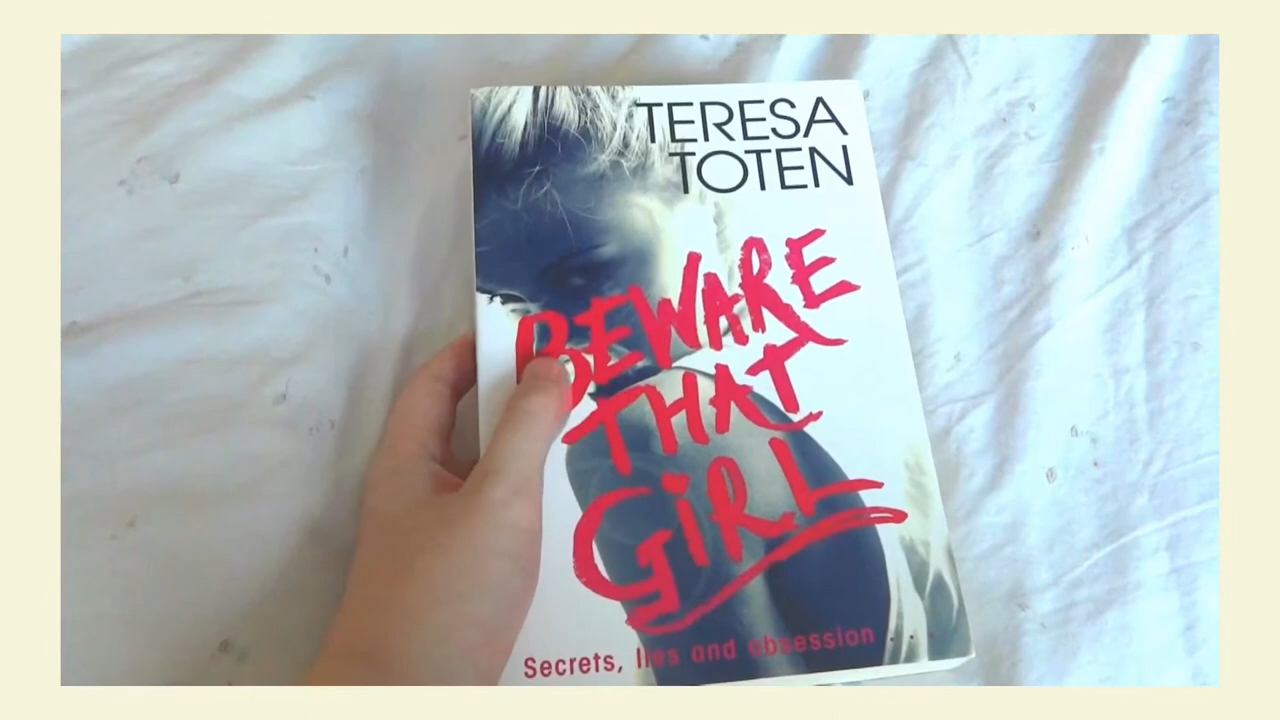 TERESA
TOTEN
BEWARE
THAT
GiRL
Secrets, lies and obsession . . .